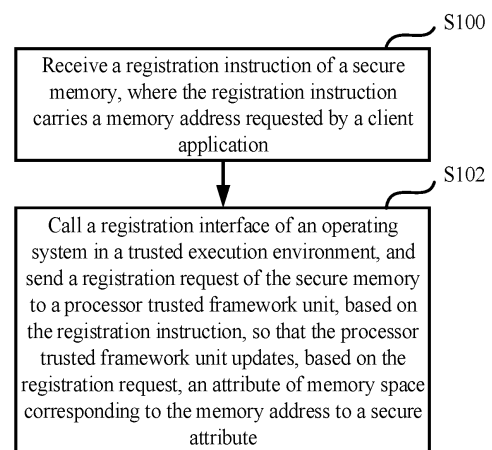 S100
Receive a registration instruction of a secure
memory, where the registration instruction
carries a memory address requested by a client
application
S102
Call a registration interface of an operating
system in a trusted execution environment, and
send a registration request of the secure memory
to a processor trusted framework unit, based on
the registration instruction, so that the processor
trusted framework unit updates, based on the
registration request, an attribute of memory space
corresponding to the memory address to a secure
attribute